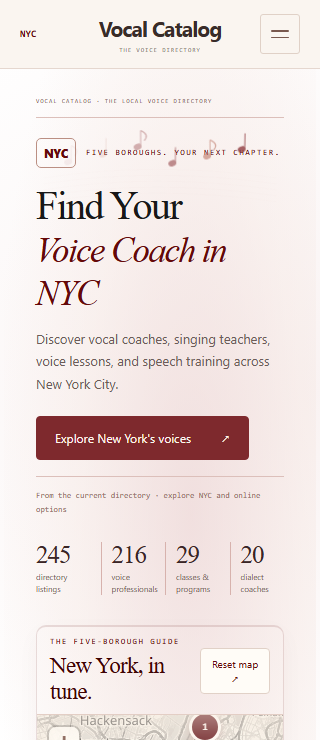 NYC
Vocal Catalog
THE VOICE DIRECTORY
VOCAL CATALOG - THE LOCAL VOICE DIRECTORY
NYC
FIVE BOROUGHS. YOUR NEXT CHAPTER.
Find Your
Voice Coach in
NYC
Discover vocal coaches, singing teachers,
voice lessons, and speech training across
New York City.
Explore New York's voices ↗
From the current directory - explore NYC and online
options
245 216 29 20
directory voice classes & dialect
listings professionals programs coaches
THE FIVE-BOROUGH GUIDE
New York, in
tune.
Reset map
↗
Hackensack
1